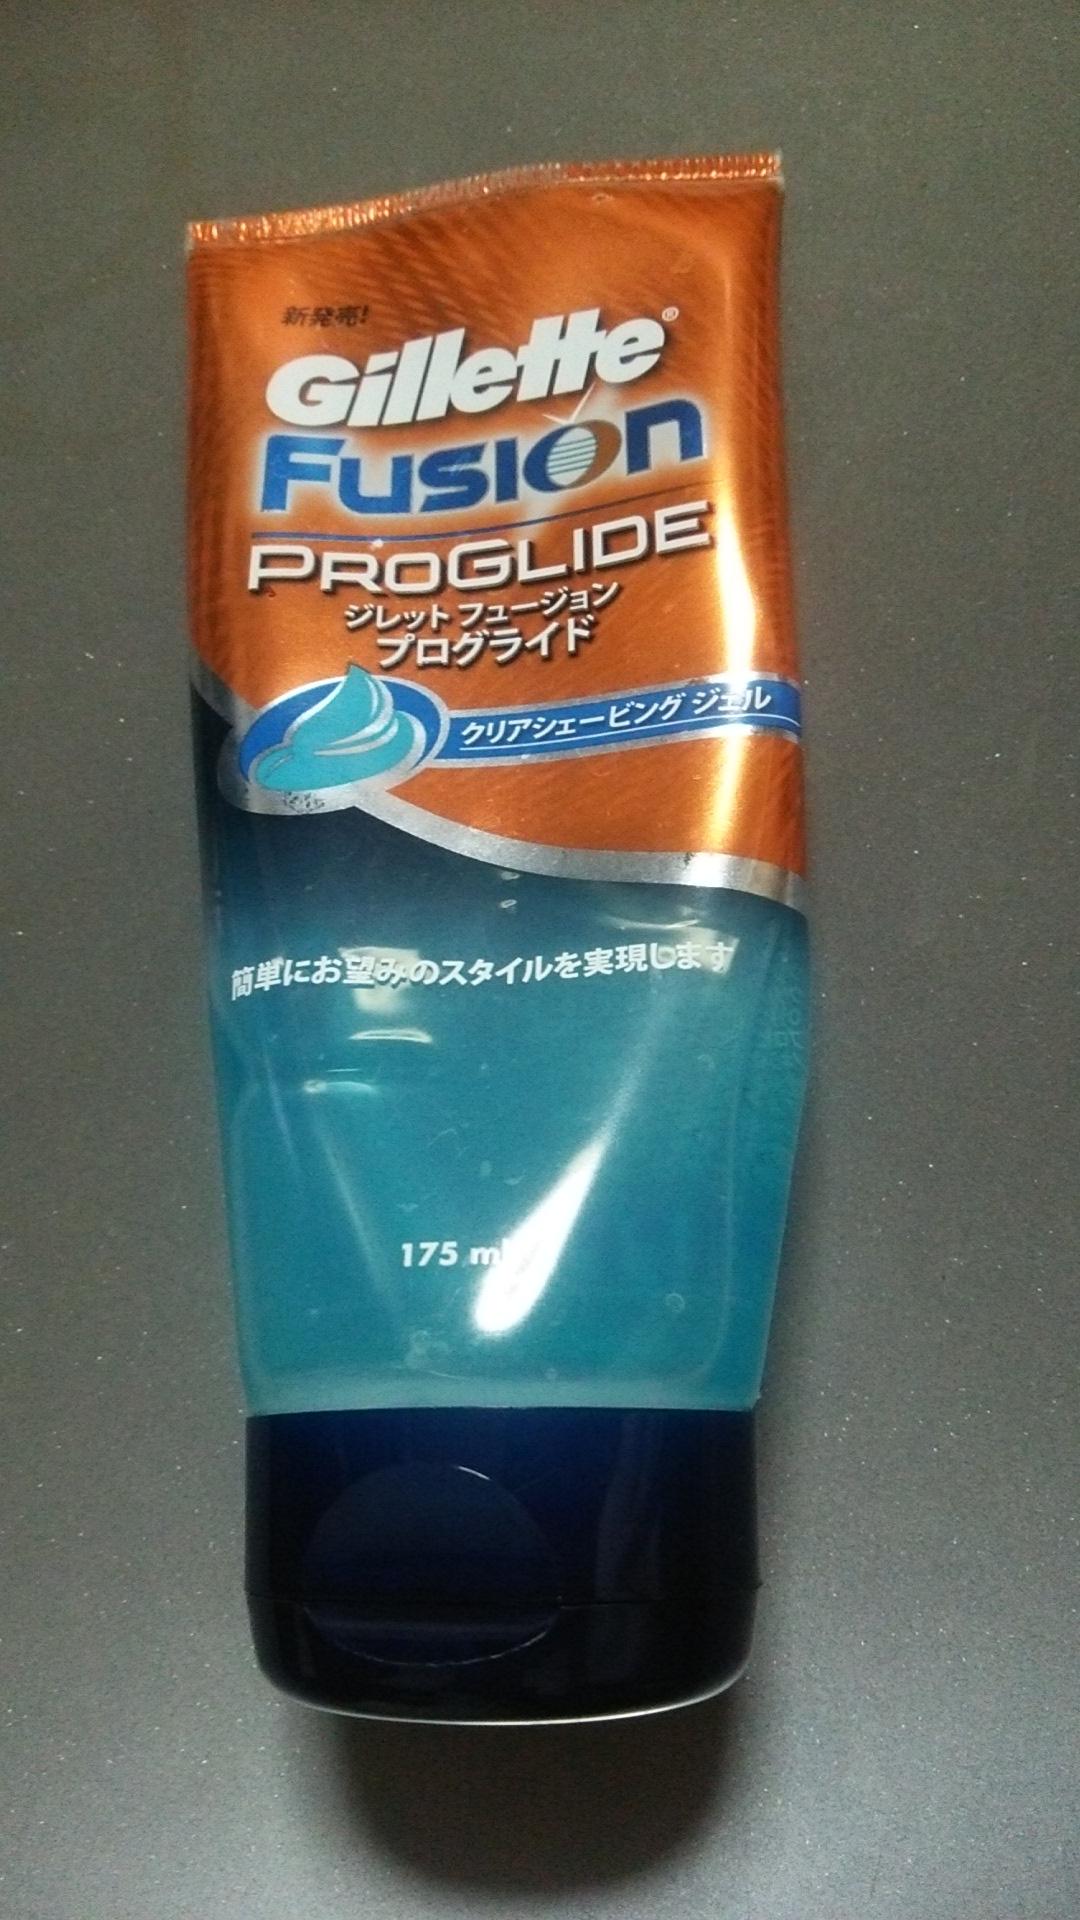 新発売!
Gillette®
Fusion
PROGLIDE
ジレット フュージョン
プログライド
クリアシェービング ジェル
簡単にお望みのスタイルを実現します
175 ml